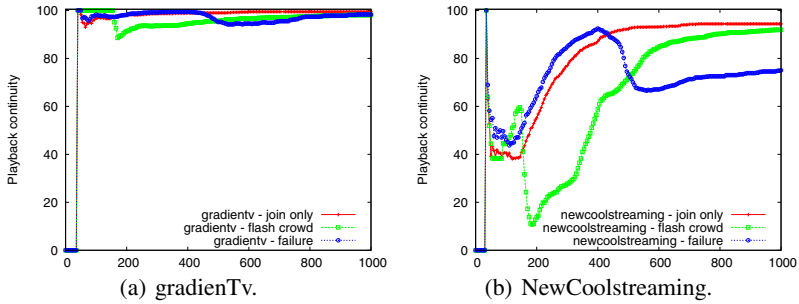 Playback continuity
100
80
60
40
20
0
gradientv - join only
gradientv - flash crowd
gradientv - failure
0 200 400 600 800 1000
(a) gradienTv.
Playback continuity
100
80
60
40
20
0
newcoolstreaming - join only
newcoolstreaming - flash crowd
newcoolstreaming - failure
0 200 400 600 800 1000
(b) NewCoolstreaming.